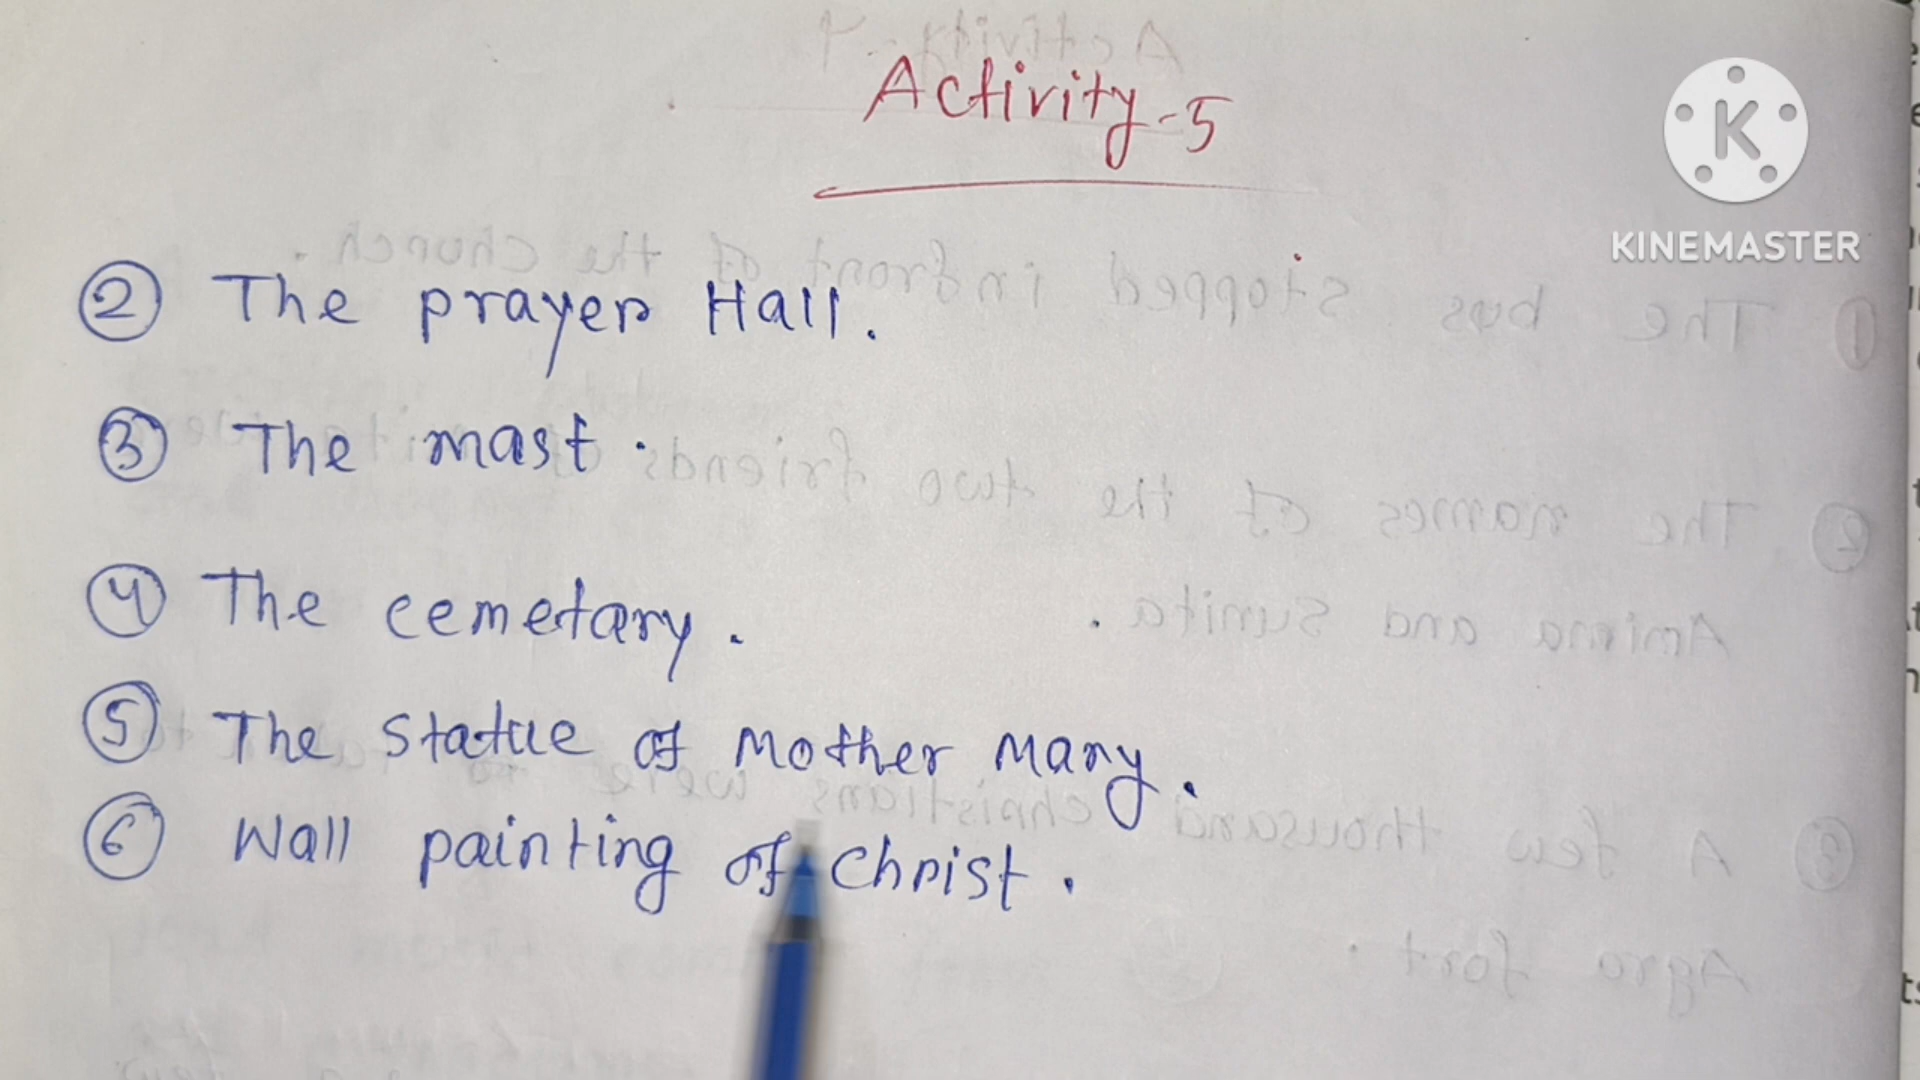 Activity-5
② The prayer Hall.
③ The mast.
④ The cemetary.
⑤ The statue of Mother Mary.
⑥ Wall painting of Christ.
K
KINEMASTER